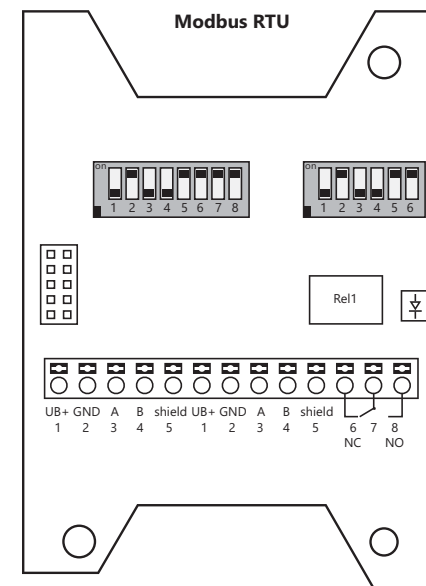 Modbus RTU
on on
1 2 3 4 5 6 7 8 1 2 3 4 5 6
Rel1
UB+ GND A B shield UB+ GND A B shield
1 2 3 4 5 1 2 3 4 5 6 7 8
NC NO